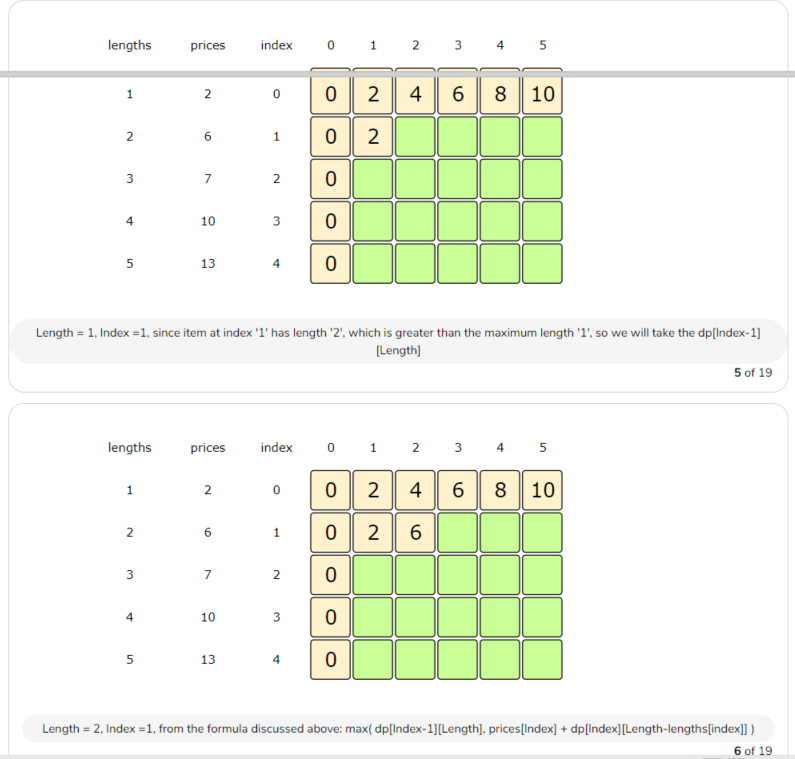 lengths prices index 0 1 2 3 4 5
1 2 0 0 2 4 6 8 10
2 6 1 0 2
3 7 2 0
4 10 3 0
5 13 4 0
Length = 1, Index =1, since item at index '1' has length '2', which is greater than the maximum length '1', so we will take the dp[Index-1]
[Length]
5 of 19
lengths prices index 0 1 2 3 4 5
1 2 0 0 2 4 6 8 10
2 6 1 0 2 6
3 7 2 0
4 10 3 0
5 13 4 0
Length = 2, Index =1, from the formula discussed above: max( dp[Index-1][Length], prices[Index] + dp[Index][Length-lengths[index]] )
6 of 19